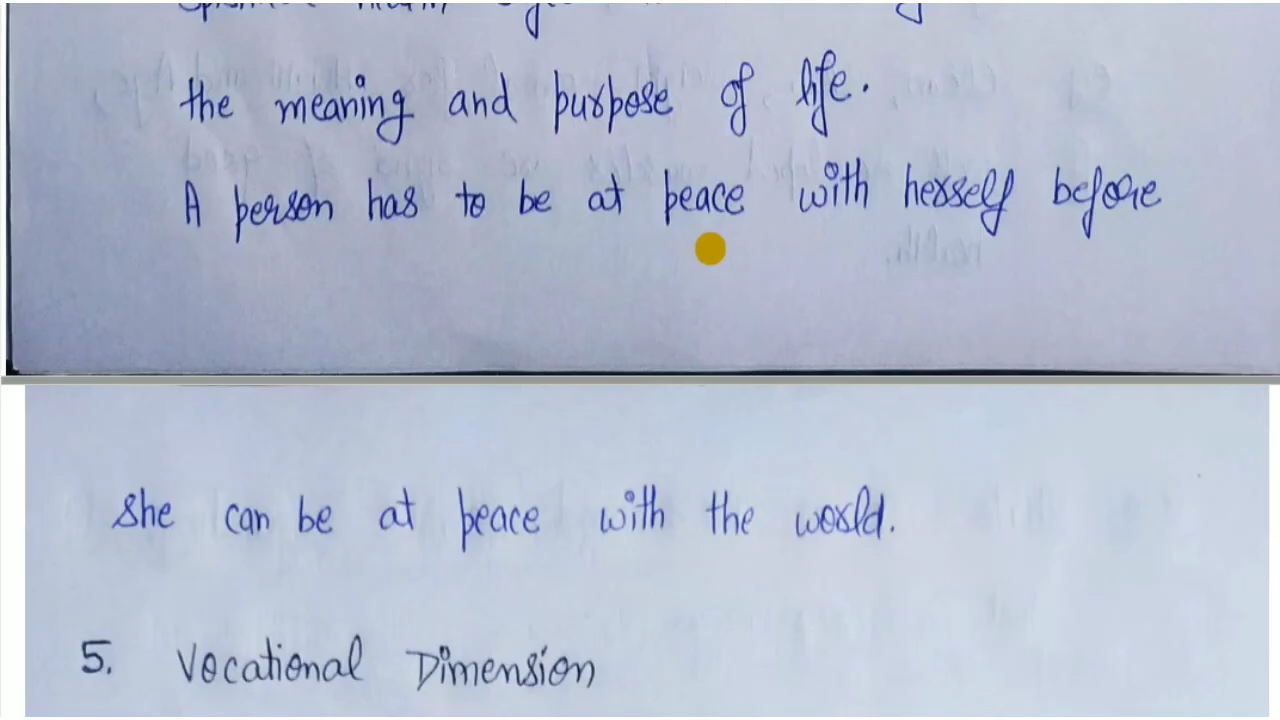 the meaning and purpose of life.
A person has to be at peace with herself before
she can be at peace with the world.
5. Vocational Dimension